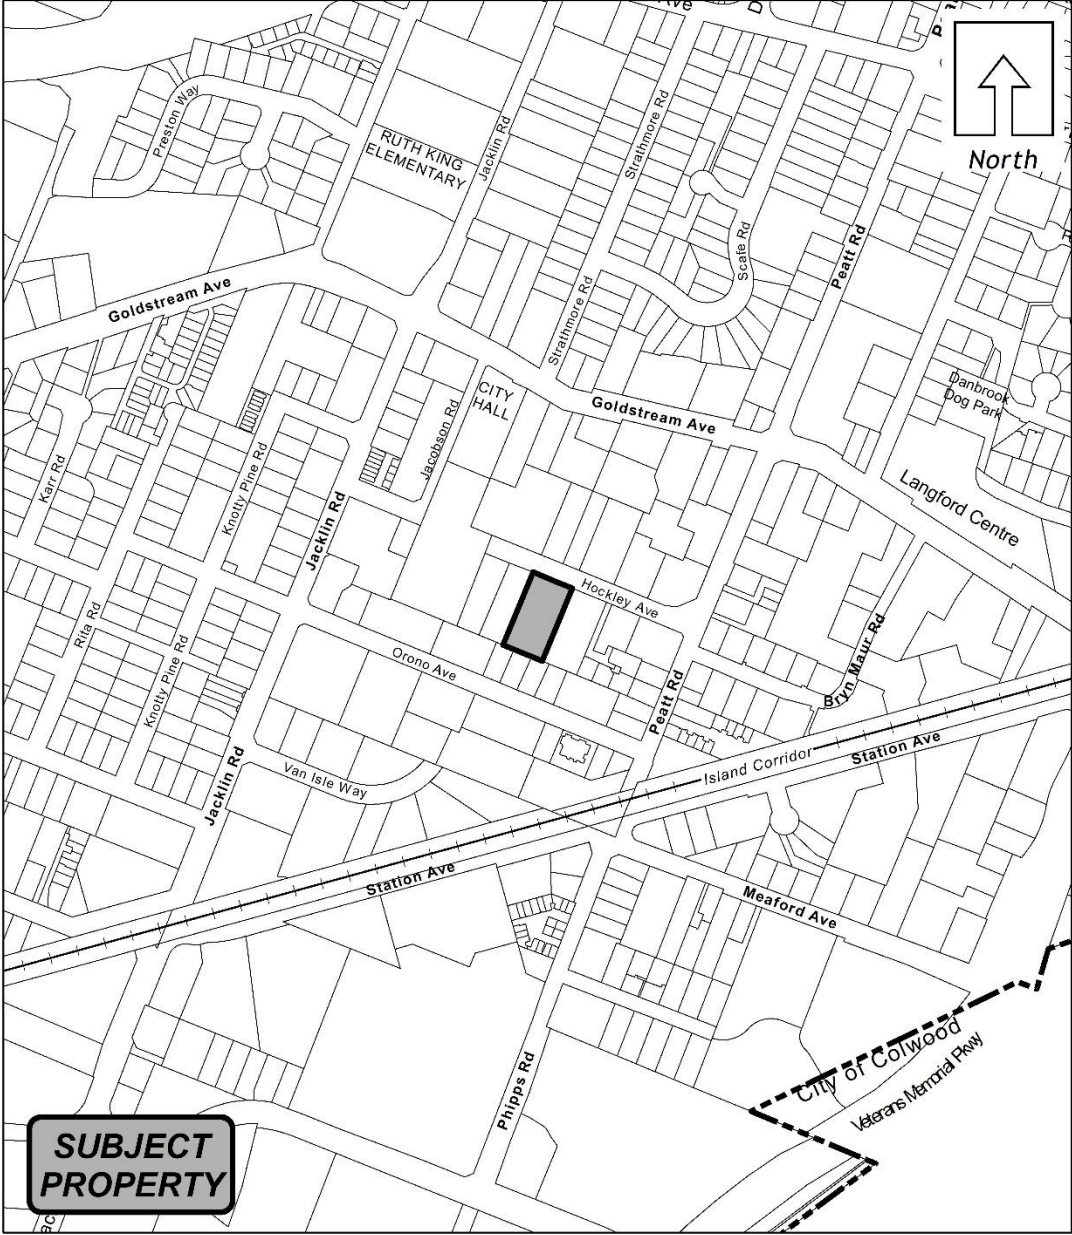 Ave
North
Preston Way
RUTH KING
ELEMENTARY
Jacklin Rd
Strathmore Rd
Scafe Rd
Peatt Rd
Goldstream Ave
Strathmore Rd
CITY
HALL
Jacobson Rd
Goldstream Ave
Danbrook
Dog Park
Karr Rd
Knotty Pine Rd
Jacklin Rd
Langford Centre
Hockley Ave
Rita Rd
Knotty Pine Rd
Orono Ave
Peatt Rd
Bryn Maur Rd
Jacklin Rd
Van Isle Way
Island Corridor
Station Ave
Station Ave
Meaford Ave
City of Colwood
Veterans Memorial Pkwy
Phipps Rd
SUBJECT
PROPERTY